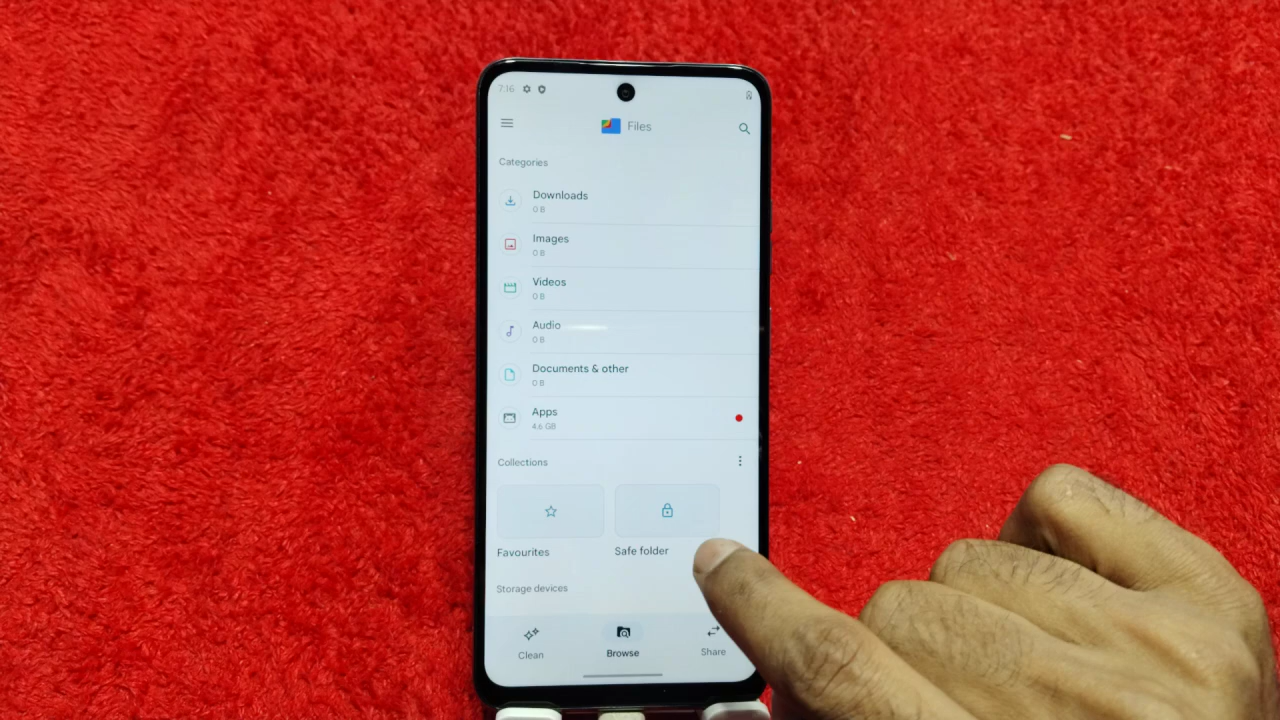 7:16
Files
Categories
Downloads
0 B
Images
0 B
Videos
0 B
Audio
0 B
Documents & other
0 B
Apps
4.6 GB
Collections
Favourites
Safe folder
Storage devices
Clean
Browse
Share